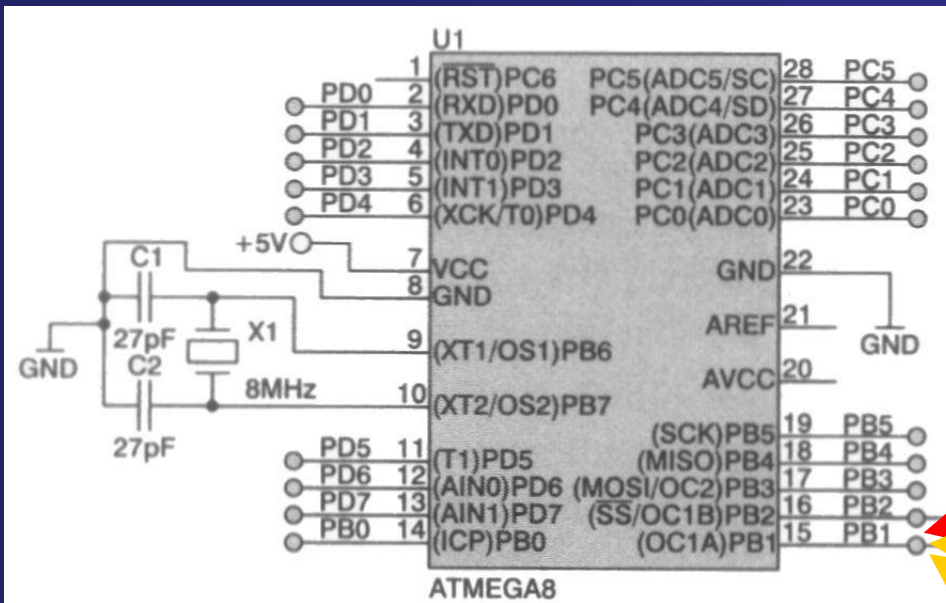 U1
1 (RST)PC6
PD0 2 (RXD)PD0
PD1 3 (TXD)PD1
PD2 4 (INT0)PD2
PD3 5 (INT1)PD3
PD4 6 (XCK/T0)PD4
+5V
7 VCC
8 GND
C1
27pF
X1
9 (XT1/OS1)PB6
GND
C2
8MHz
10 (XT2/OS2)PB7
27pF
PD5 11 (T1)PD5
PD6 12 (AIN0)PD6
PD7 13 (AIN1)PD7
PB0 14 (ICP)PB0
PC5(ADC5/SC) 28 PC5
PC4(ADC4/SD) 27 PC4
PC3(ADC3) 26 PC3
PC2(ADC2) 25 PC2
PC1(ADC1) 24 PC1
PC0(ADC0) 23 PC0
GND 22
AREF 21
GND
AVCC 20
(SCK)PB5 19 PB5
(MISO)PB4 18 PB4
(MOSI/OC2)PB3 17 PB3
(SS/OC1B)PB2 16 PB2
(OC1A)PB1 15 PB1
ATMEGA8